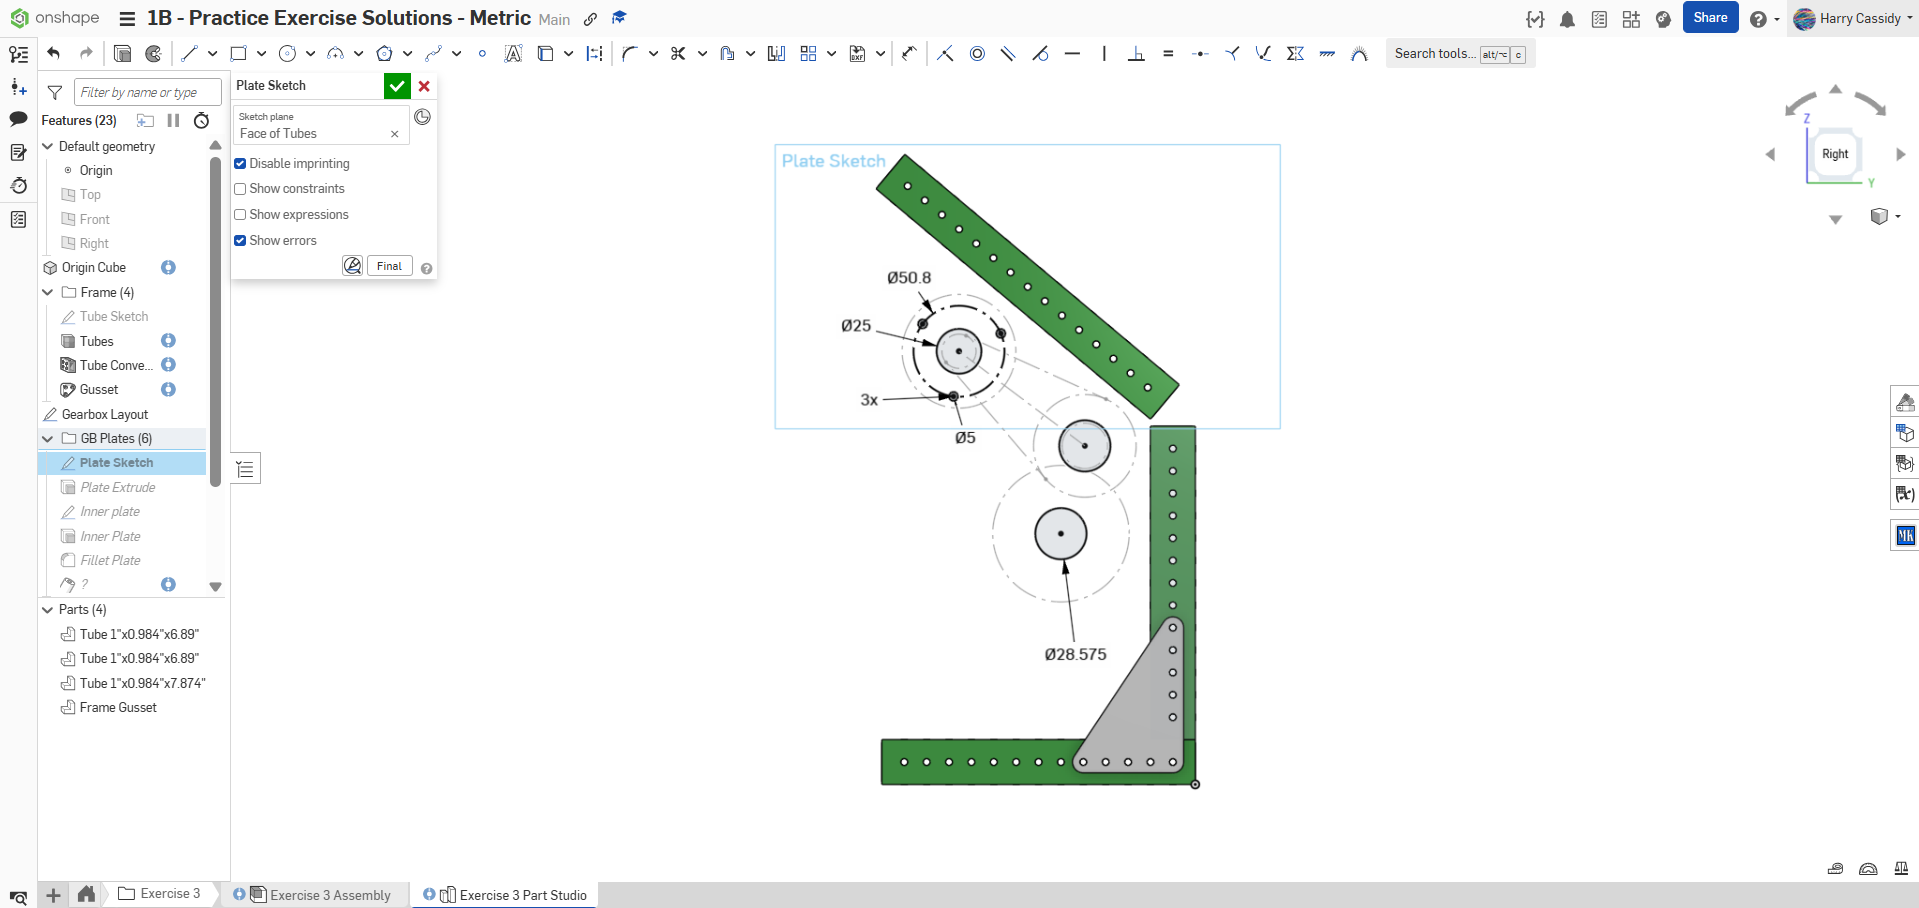 onshape
1B - Practice Exercise Solutions - Metric Main
Share
Harry Cassidy
Search tools... alt/⌥ c
Filter by name or type
Features (23)
Default geometry
Origin
Top
Front
Right
Origin Cube
Frame (4)
Tube Sketch
Tubes
Tube Conve...
Gusset
Gearbox Layout
GB Plates (6)
Plate Sketch
Plate Extrude
Inner plate
Inner Plate
Fillet Plate
?
Parts (4)
Tube 1"x0.984"x6.89"
Tube 1"x0.984"x6.89"
Tube 1"x0.984"x7.874"
Frame Gusset
Plate Sketch
Sketch plane
Face of Tubes
Disable imprinting
Show constraints
Show expressions
Show errors
Final
Plate Sketch
Ø50.8
Ø25
3x
Ø5
Ø28.575
Z
Right
Y
MK
Exercise 3
Exercise 3 Assembly
Exercise 3 Part Studio